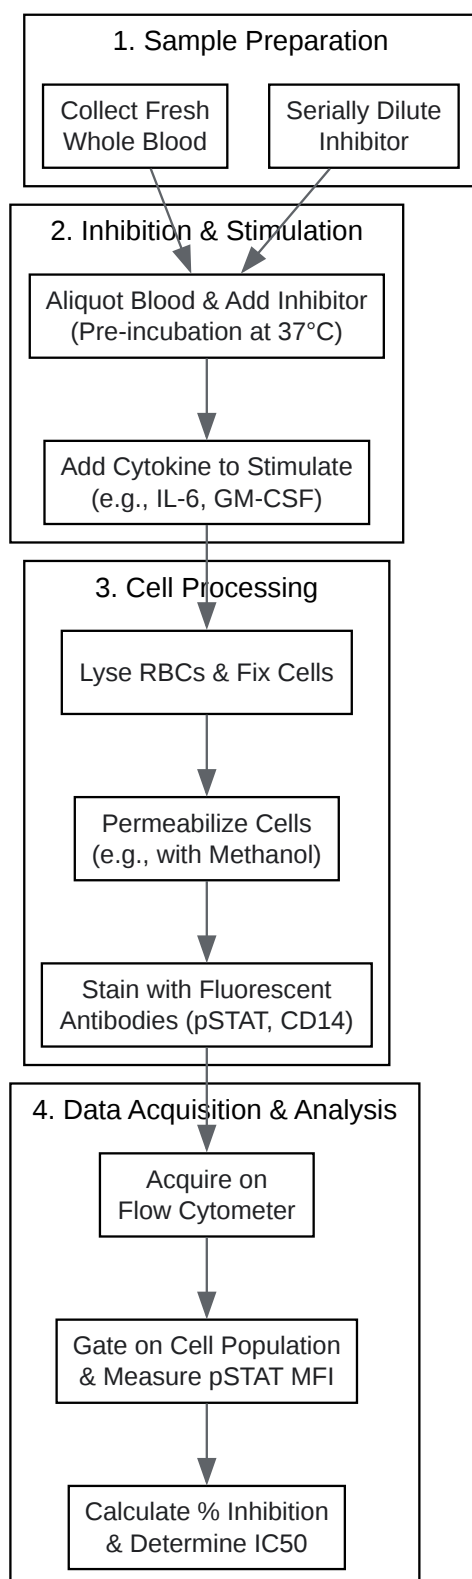 1. Sample Preparation
Collect Fresh
Whole Blood
Serially Dilute
Inhibitor
2. Inhibition & Stimulation
Aliquot Blood & Add Inhibitor
(Pre-incubation at 37°C)
Add Cytokine to Stimulate
(e.g., IL-6, GM-CSF)
3. Cell Processing
Lyse RBCs & Fix Cells
Permeabilize Cells
(e.g., with Methanol)
Stain with Fluorescent
Antibodies (pSTAT, CD14)
4. Data Acquisition & Analysis
Acquire on
Flow Cytometer
Gate on Cell Population
& Measure pSTAT MFI
Calculate % Inhibition
& Determine IC50